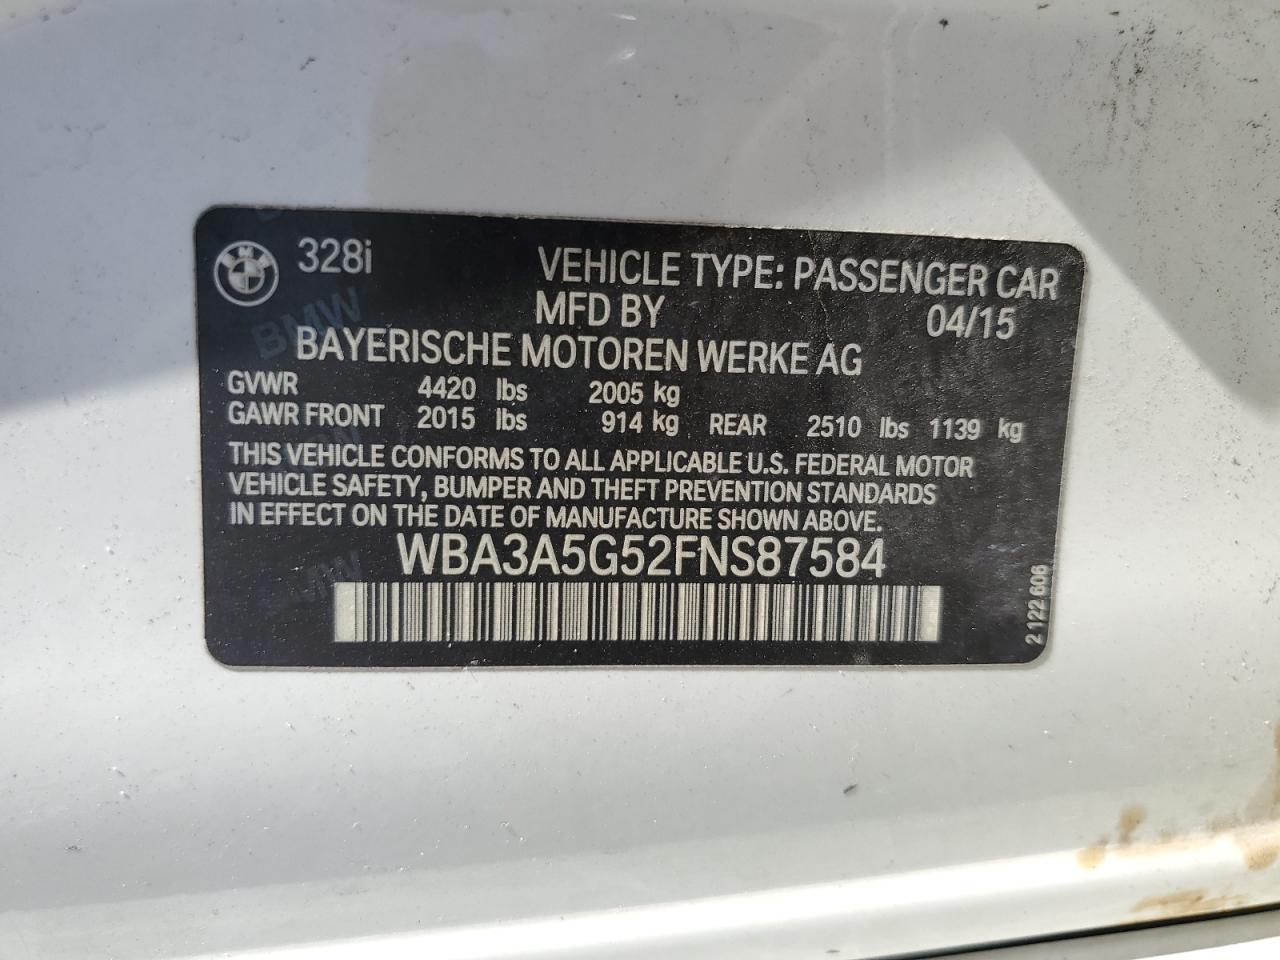 BMW 328i VEHICLE TYPE: PASSENGER CAR
MFD BY 04/15
BAYERISCHE MOTOREN WERKE AG
GVWR 4420 lbs 2005 kg
GAWR FRONT 2015 lbs 914 kg REAR 2510 lbs 1139 kg
THIS VEHICLE CONFORMS TO ALL APPLICABLE U.S. FEDERAL MOTOR
VEHICLE SAFETY, BUMPER AND THEFT PREVENTION STANDARDS
IN EFFECT ON THE DATE OF MANUFACTURE SHOWN ABOVE.
WBA3A5G52FNS87584
2 122 606
BMW
BMW